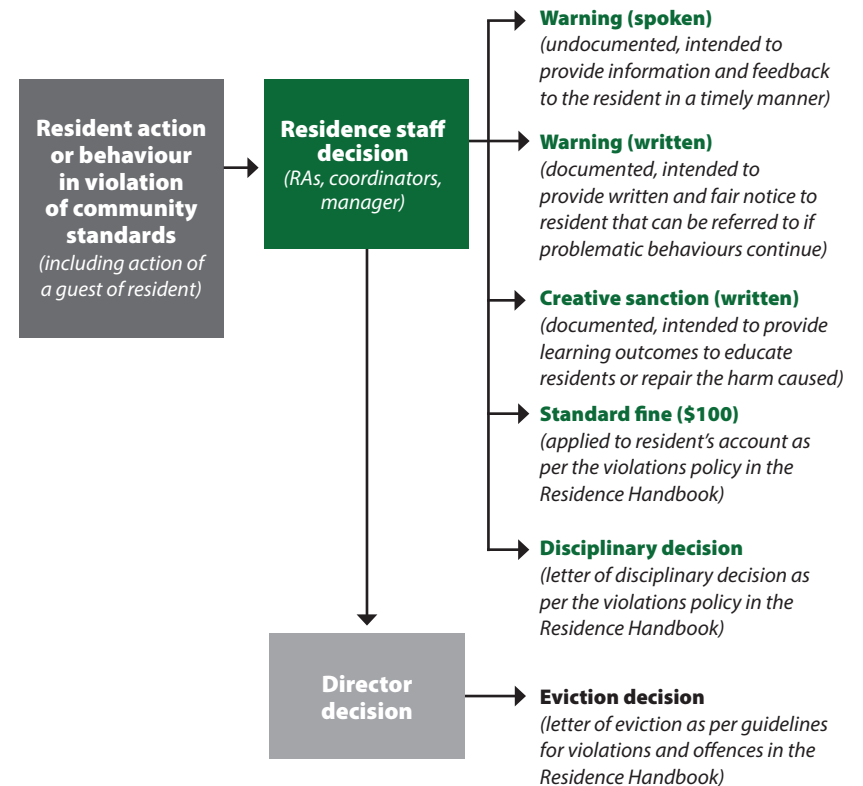 Resident action
or behaviour
in violation
of community
standards
(including action of
a guest of resident)
Residence staff
decision
(RAs, coordinators,
manager)
Warning (spoken)
(undocumented, intended to
provide information and feedback
to the resident in a timely manner)
Warning (written)
(documented, intended to
provide written and fair notice to
resident that can be referred to if
problematic behaviours continue)
Creative sanction (written)
(documented, intended to provide
learning outcomes to educate
residents or repair the harm caused)
Standard fine ($100)
(applied to resident's account as
per the violations policy in the
Residence Handbook)
Disciplinary decision
(letter of disciplinary decision as
per the violations policy in the
Residence Handbook)
Director
decision
Eviction decision
(letter of eviction as per guidelines
for violations and offences in the
Residence Handbook)